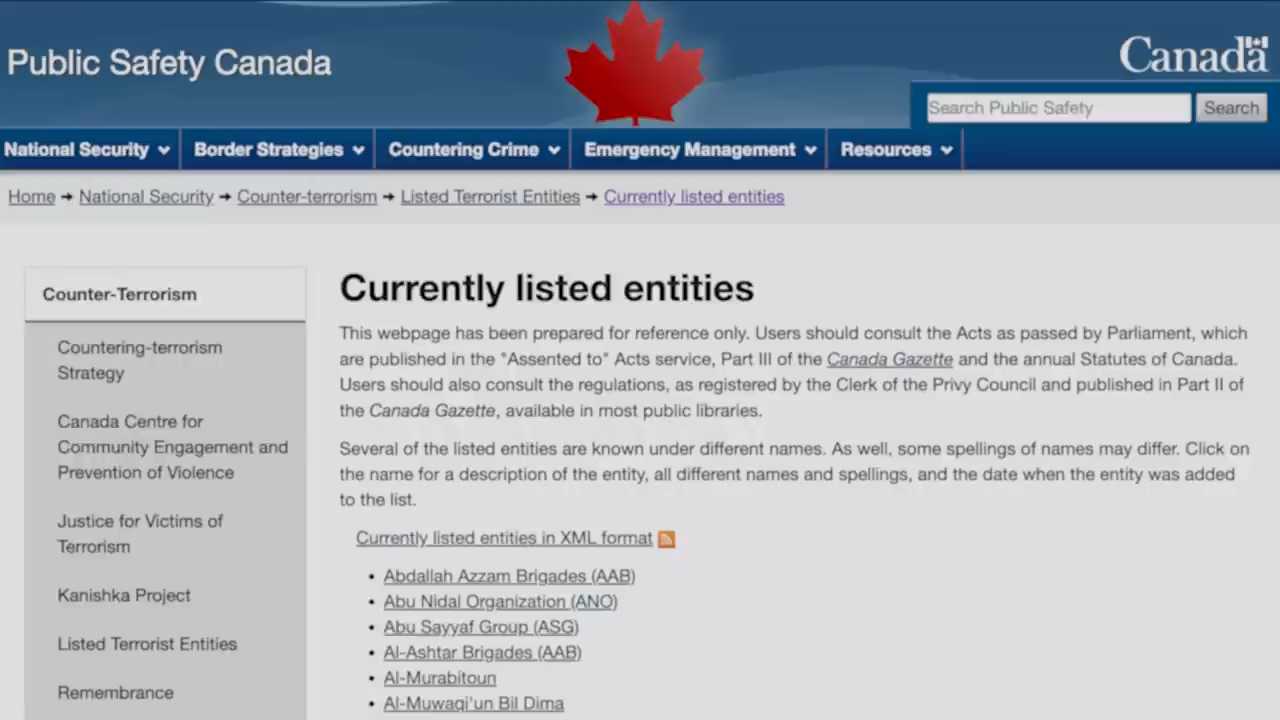 Public Safety Canada
Canada
Search Public Safety
Search
National Security
Border Strategies
Countering Crime
Emergency Management
Resources
Home → National Security → Counter-terrorism → Listed Terrorist Entities → Currently listed entities
Counter-Terrorism
Countering-terrorism
Strategy
Canada Centre for
Community Engagement and
Prevention of Violence
Justice for Victims of
Terrorism
Kanishka Project
Listed Terrorist Entities
Remembrance
Currently listed entities
This webpage has been prepared for reference only. Users should consult the Acts as passed by Parliament, which
are published in the "Assented to" Acts service, Part III of the Canada Gazette and the annual Statutes of Canada.
Users should also consult the regulations, as registered by the Clerk of the Privy Council and published in Part II of
the Canada Gazette, available in most public libraries.
Several of the listed entities are known under different names. As well, some spellings of names may differ. Click on
the name for a description of the entity, all different names and spellings, and the date when the entity was added
to the list.
Currently listed entities in XML format
• Abdallah Azzam Brigades (AAB)
• Abu Nidal Organization (ANO)
• Abu Sayyaf Group (ASG)
• Al-Ashtar Brigades (AAB)
• Al-Murabitoun
• Al-Muwaqi'un Bil Dima